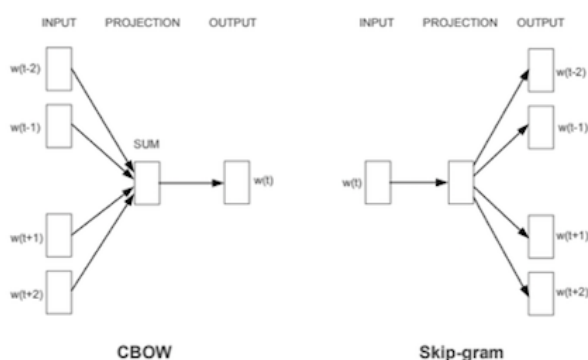 INPUT PROJECTION OUTPUT
w(t-2)
w(t-1)
SUM
w(t)
w(t+1)
w(t+2)
CBOW
INPUT PROJECTION OUTPUT
w(t-2)
w(t-1)
w(t)
w(t+1)
w(t+2)
Skip-gram